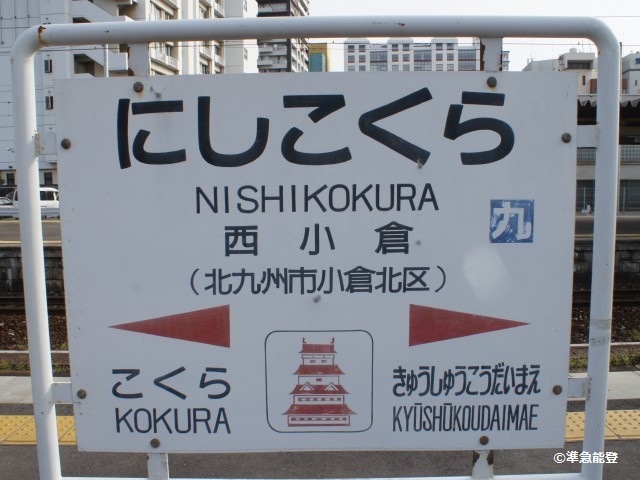 にしこくら
NISHIKOKURA
西小倉
九
（北九州市小倉北区）
こくら
KOKURA
きゅうしゅうこうだいまえ
KYŪSHŪKOUDAIMAE
©準急能登